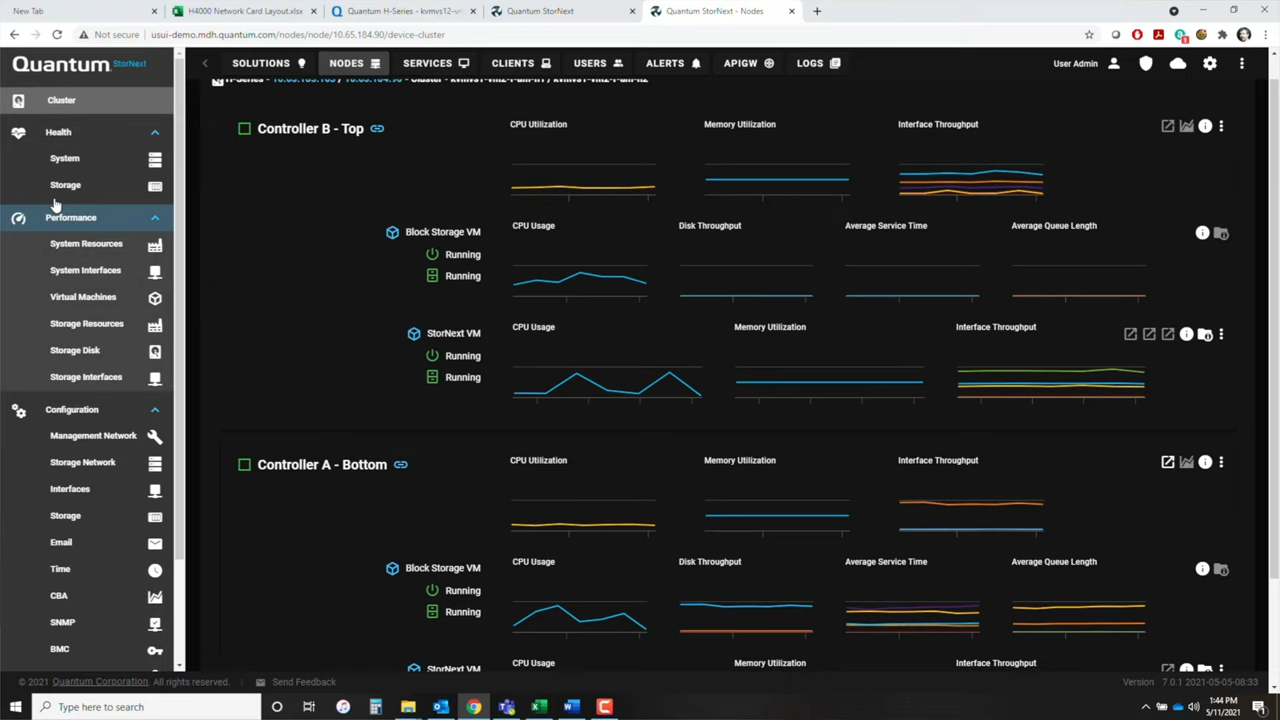 New Tab
H4000 Network Card Layout.xlsx
Quantum H-Series - kvmvs12-vm
Quantum StorNext
Quantum StorNext - Nodes
Not secure
usui-demo.mdh.quantum.com/nodes/node/10.65.184.90/device-cluster
Quantum StorNext
SOLUTIONS
NODES
SERVICES
CLIENTS
USERS
ALERTS
APIGW
LOGS
User Admin
Cluster
Health
System
Storage
Performance
System Resources
System Interfaces
Virtual Machines
Storage Resources
Storage Disk
Storage Interfaces
Configuration
Management Network
Storage Network
Interfaces
Storage
Email
Time
CBA
SNMP
BMC
Controller B - Top
CPU Utilization
Memory Utilization
Interface Throughput
Block Storage VM
Running
Running
CPU Usage
Disk Throughput
Average Service Time
Average Queue Length
StorNext VM
Running
Running
CPU Usage
Memory Utilization
Interface Throughput
Controller A - Bottom
CPU Utilization
Memory Utilization
Interface Throughput
Block Storage VM
Running
Running
CPU Usage
Disk Throughput
Average Service Time
Average Queue Length
StorNext VM
CPU Usage
Memory Utilization
Interface Throughput
© 2021 Quantum Corporation. All rights reserved.
Send Feedback
Version 7.0.1 2021-05-05-08:33
Type here to search
1:44 PM
5/11/2021